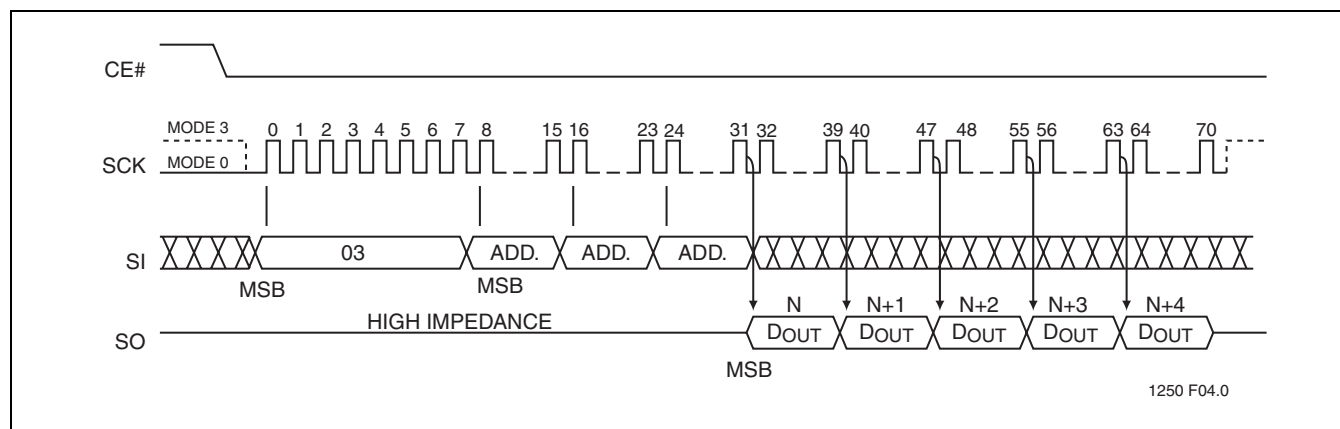 CE#
MODE 3
0 1 2 3 4 5 6 7 8 15 16 23 24 31 32 39 40 47 48 55 56 63 64 70
SCK
MODE 0
SI
03 ADD. ADD. ADD.
MSB MSB
N N+1 N+2 N+3 N+4
HIGH IMPEDANCE
SO
DOUT DOUT DOUT DOUT DOUT
MSB
1250 F04.0